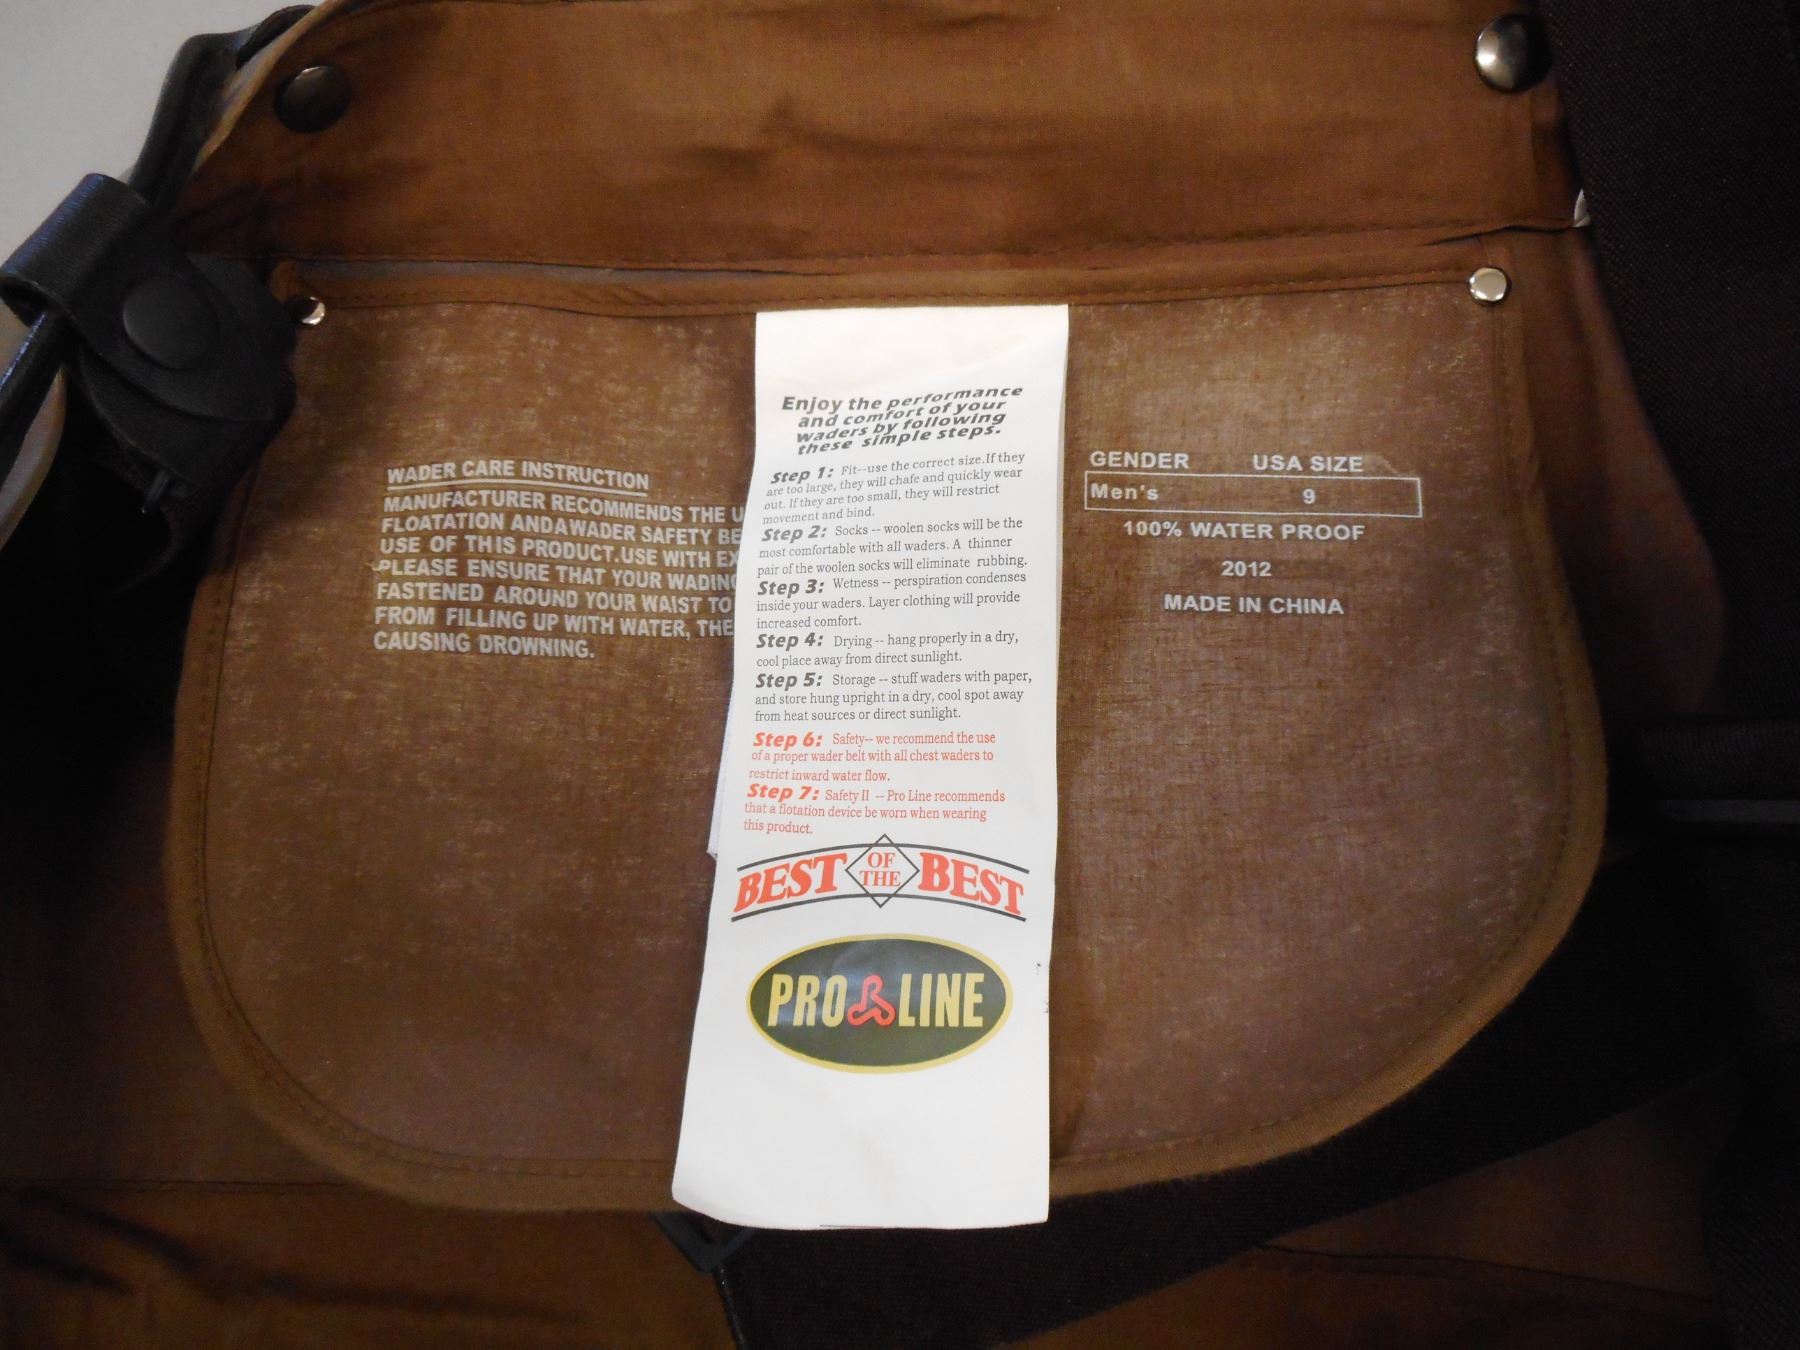 WADER CARE INSTRUCTION
MANUFACTURER RECOMMENDS THE
FLOATATION ANDAWADER SAFETY
USE OF THIS PRODUCT.USE WITH
PLEASE ENSURE THAT YOUR
FASTENED AROUND YOUR WAIST TO
FROM FILLING UP WITH WATER,
CAUSING DROWNING.
Enjoy the performance
and comfort of your
waders by following
these simple steps.
Step 1: Fit--use the correct size.If they
are too large, they will chafe and quickly wear
out. If they are too small, they will restrict
movement and bind.
Step 2: Socks -- woolen socks will be the
most comfortable with all waders. A thinner
pair of the woolen socks will eliminate rubbing.
Step 3: Wetness -- perspiration condenses
inside your waders. Layer clothing will provide
increased comfort.
Step 4: Drying -- hang properly in a dry,
cool place away from direct sunlight.
Step 5: Storage -- stuff waders with paper,
and store hung upright in a dry, cool spot away
from heat sources or direct sunlight.
Step 6: Safety-- we recommend the use
of a proper wader belt with all chest waders to
restrict inward water flow.
Step 7: Safety II -- Pro Line recommends
that a flotation device be worn when wearing
this product.
BEST OF THE BEST
PRO LINE
GENDER USA SIZE
Men's 9
100% WATER PROOF
2012
MADE IN CHINA